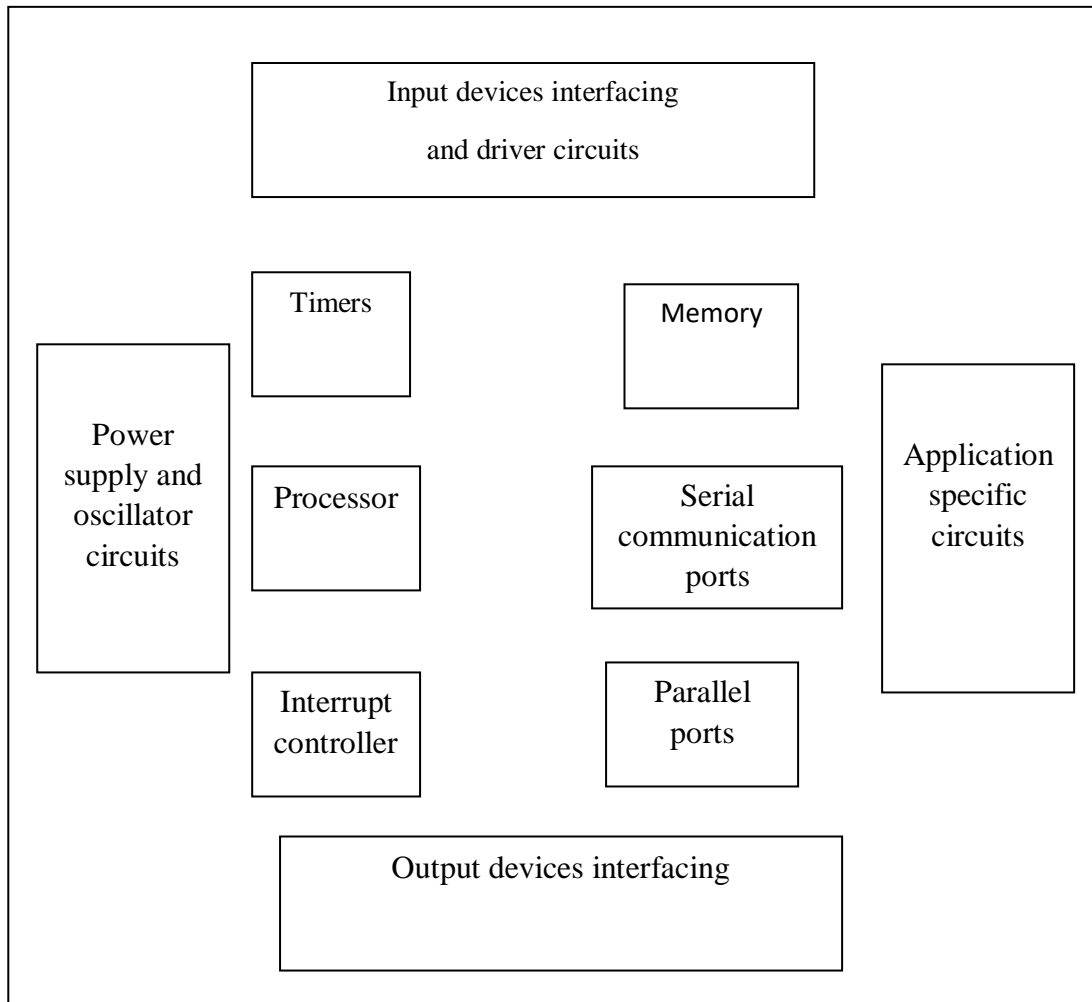 Input devices interfacing
and driver circuits
Timers
Memory
Power
supply and
oscillator
circuits
Processor
Serial
communication
ports
Application
specific
circuits
Interrupt
controller
Parallel
ports
Output devices interfacing